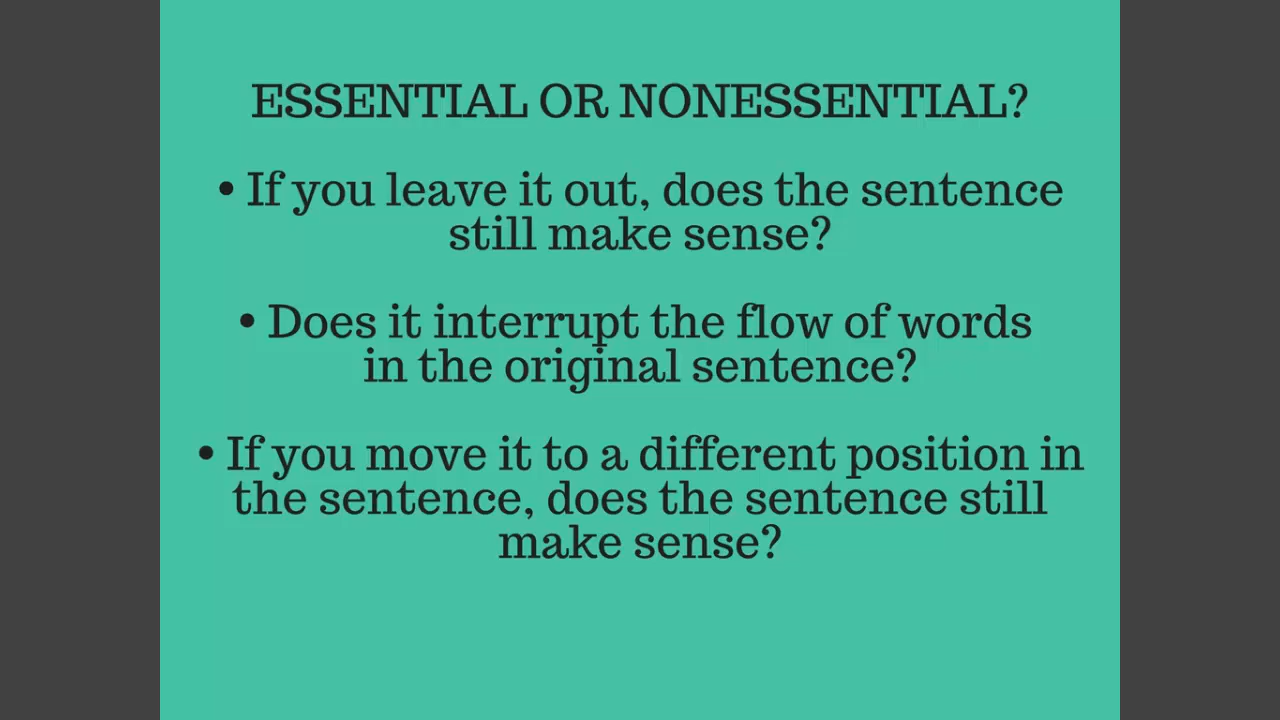 ESSENTIAL OR NONESSENTIAL?
• If you leave it out, does the sentence
still make sense?
• Does it interrupt the flow of words
in the original sentence?
• If you move it to a different position in
the sentence, does the sentence still
make sense?